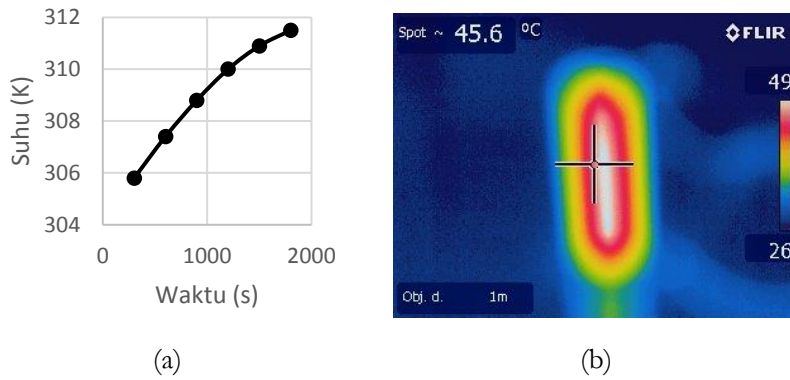 312
310
308
306
304
Suhu (K)
0
1000
2000
Waktu (s)
(a)
Spot ~ 45.6 °C
FLIR
49
26
Obj. d. 1m
(b)